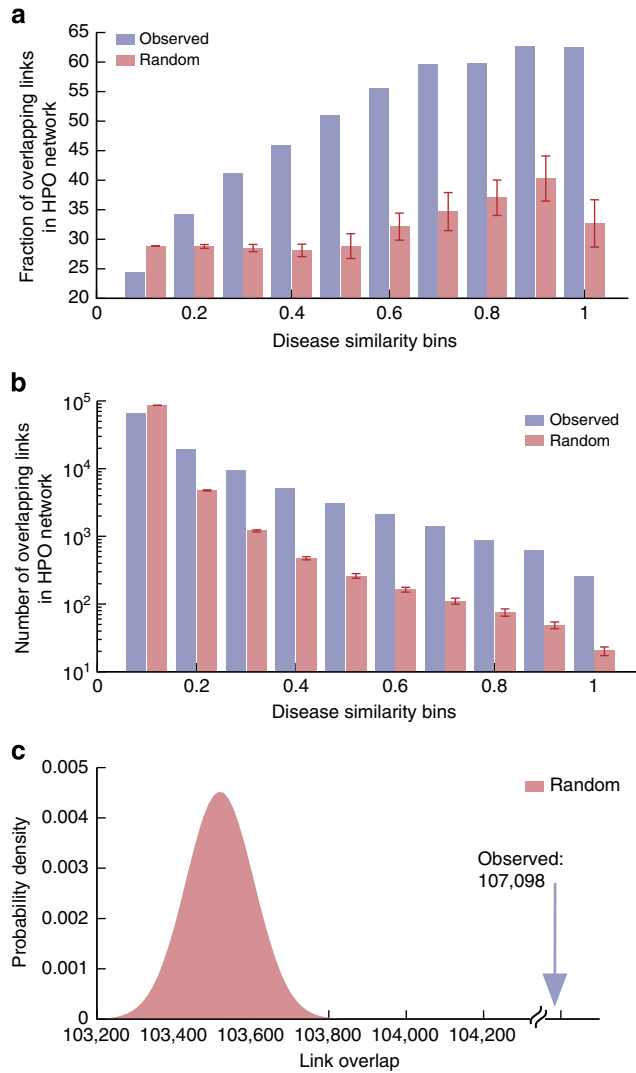 a
Fraction of overlapping links
in HPO network
65
60
55
50
45
40
35
30
25
20
Observed
Random
0
0.2
0.4
0.6
0.8
1
Disease similarity bins
b
Number of overlapping links
in HPO network
10^5
10^4
10^3
10^2
10^1
Observed
Random
0
0.2
0.4
0.6
0.8
1
Disease similarity bins
c
Probability density
0.005
0.004
0.003
0.002
0.001
0
Random
Observed:
107,098
103,200
103,400
103,600
103,800
104,000
104,200
Link overlap